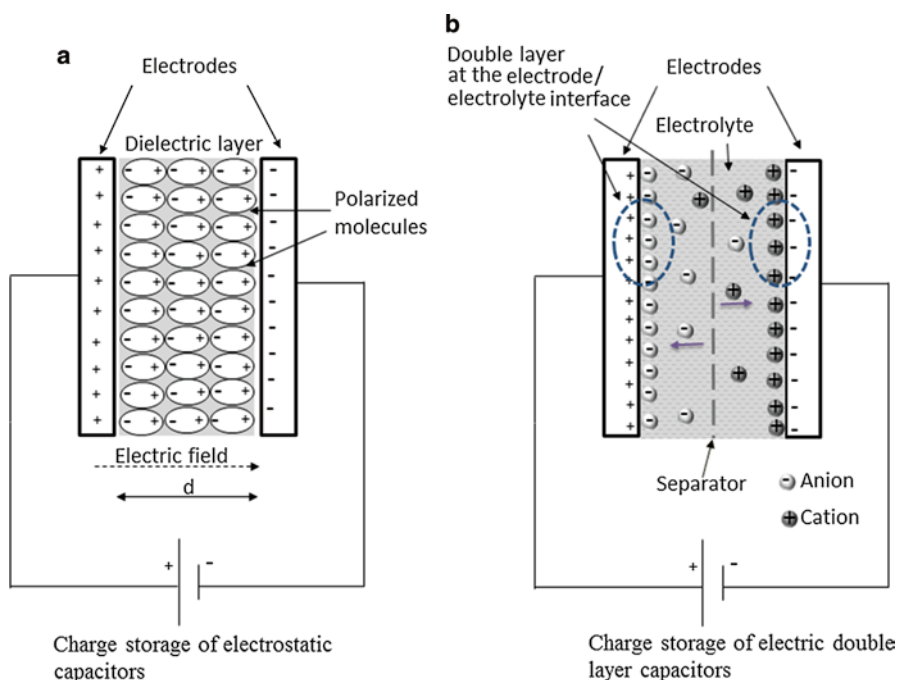 a
Electrodes
Dielectric layer
Polarized
molecules
Electric field
d
+ -
Charge storage of electrostatic
capacitors
b
Double layer
at the electrode/
electrolyte interface
Electrodes
Electrolyte
Separator
- Anion
+ Cation
+ -
Charge storage of electric double
layer capacitors